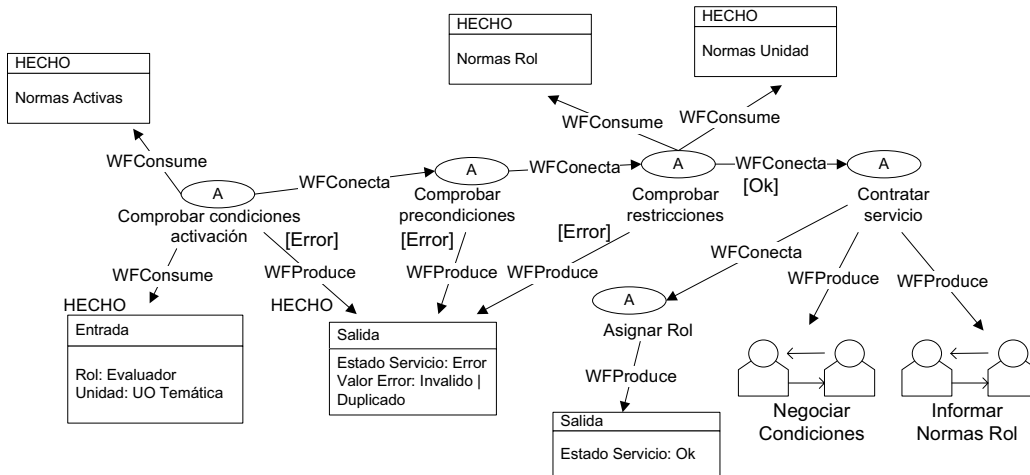 HECHO
Normas Rol
HECHO
Normas Unidad
HECHO
Normas Activas
WFConsume
WFConsume
WFConsume
A
WFConecta
A
WFConecta
A
WFConecta
A
[Ok]
Comprobar condiciones
activación
Comprobar
precondiciones
Comprobar
restricciones
Contratar
servicio
[Error]
[Error]
[Error]
WFConsume
WFProduce
WFProduce
WFProduce
WFConecta
WFProduce
WFProduce
HECHO
Entrada
Rol: Evaluador
Unidad: UO Temática
HECHO
Salida
Estado Servicio: Error
Valor Error: Invalido |
Duplicado
A
Asignar Rol
WFProduce
Salida
Estado Servicio: Ok
Negociar
Condiciones
Informar
Normas Rol